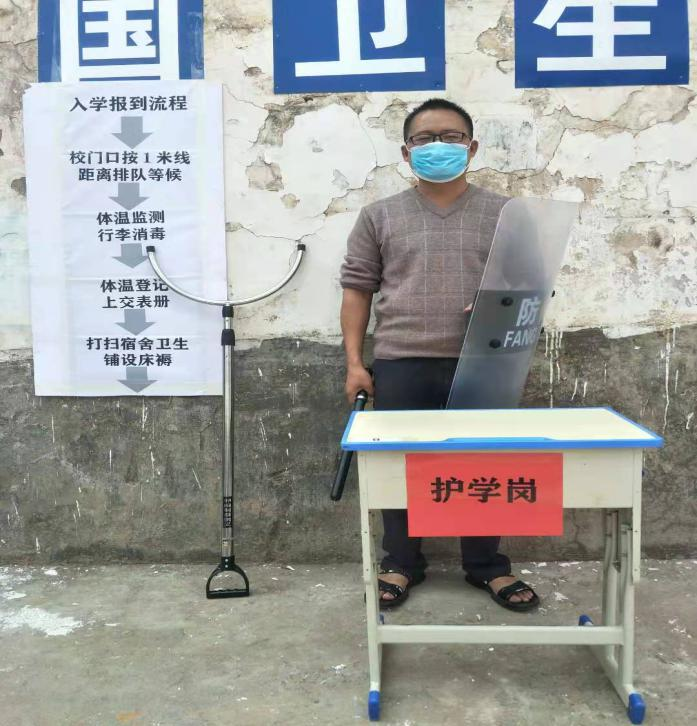 国 卫 生
入学报到流程
校门口按1米线
距离排队等候
体温监测
行李消毒
体温登记
上交表册
打扫宿舍卫生
铺设床褥
防
FANG
护学岗